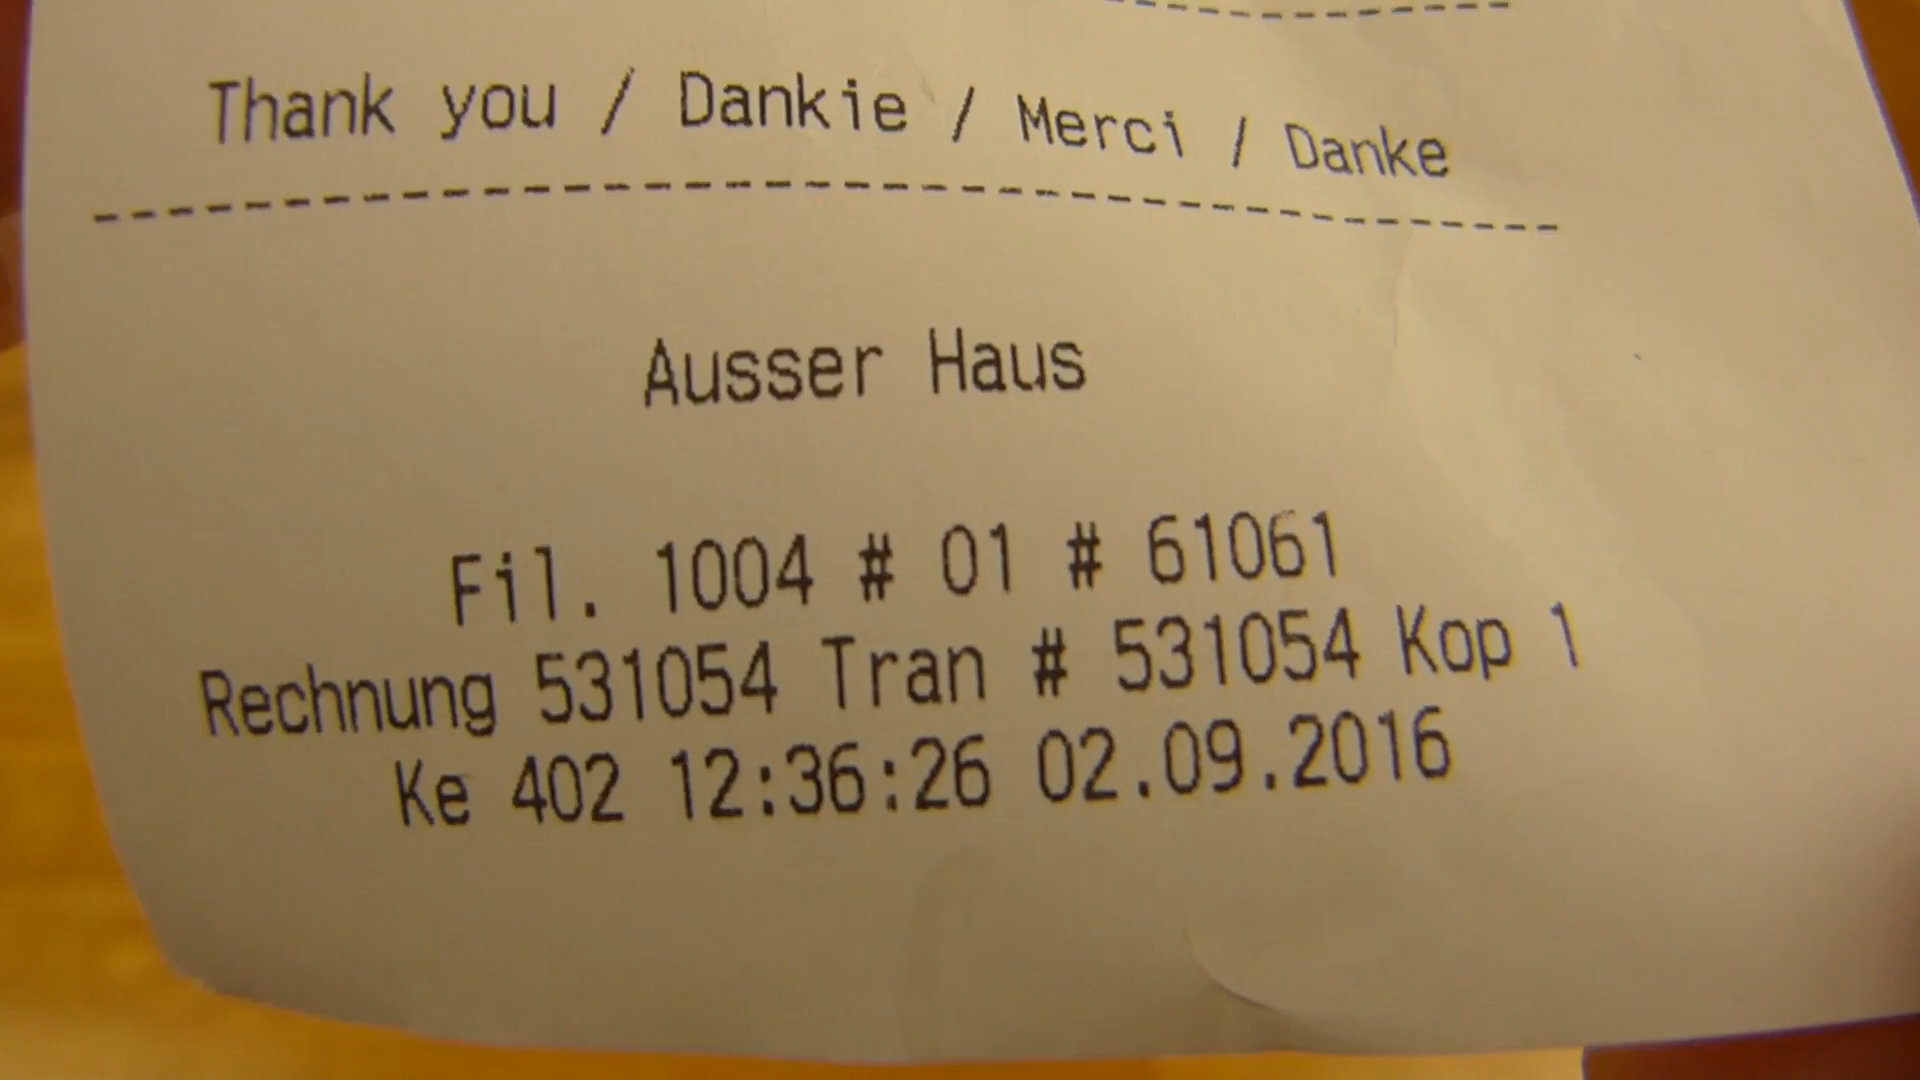 Thank you / Dankie / Merci / Danke
Ausser Haus
Fil. 1004 # 01 # 61061
Rechnung 531054 Tran # 531054 Kop 1
Ke 402 12:36:26 02.09.2016